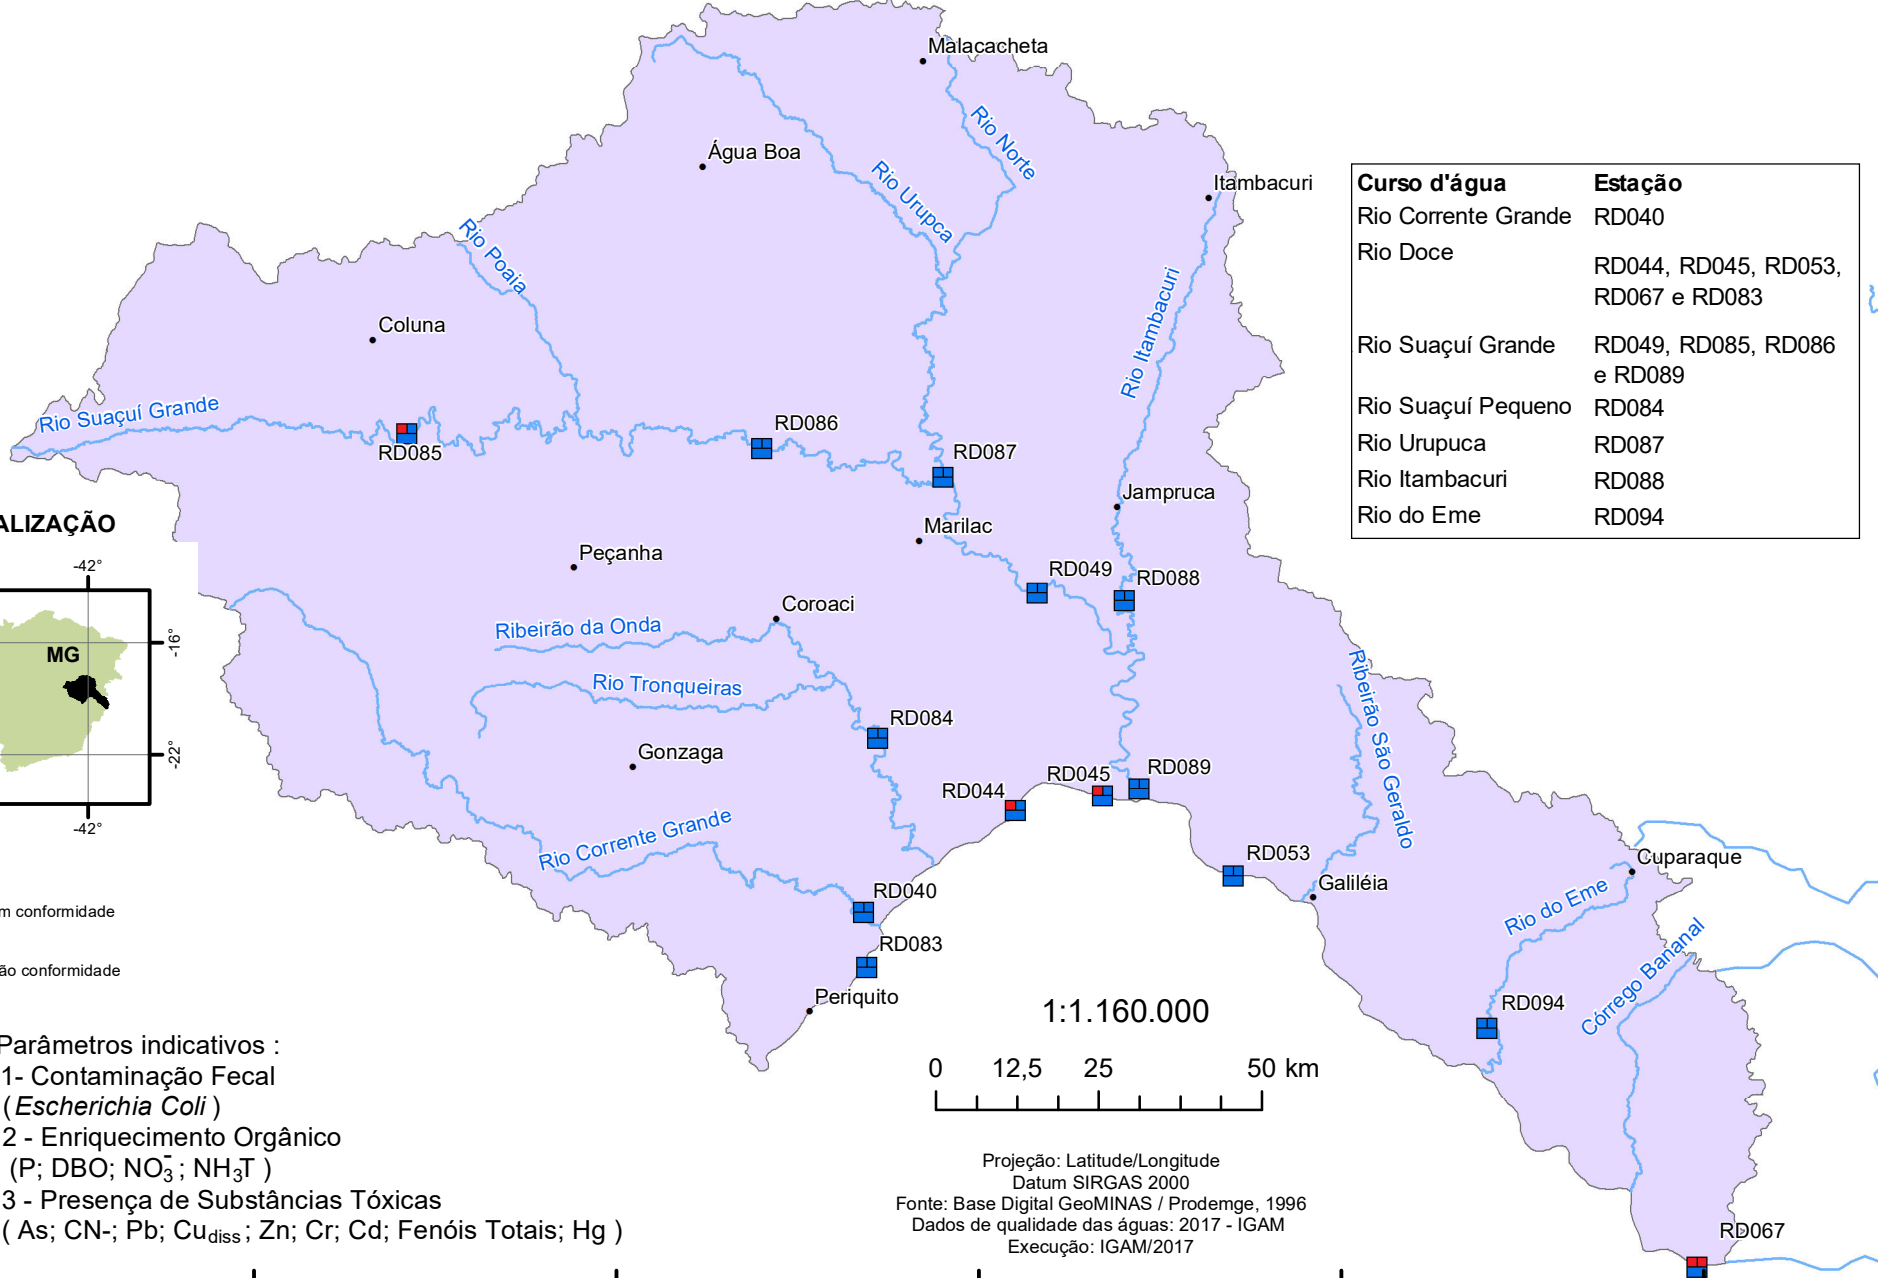 Malacacheta
Rio Norte
Água Boa
Rio Urupca
Itambacuri
Curso d'água Estação
Rio Corrente Grande RD040
Rio Doce
RD044, RD045, RD053,
RD067 e RD083
Rio Suaçuí Grande RD049, RD085, RD086
e RD089
Rio Suaçuí Pequeno RD084
Rio Urupuca RD087
Rio Itambacuri RD088
Rio do Eme RD094
Rio Poaia
Coluna
Rio Itambacuri
Rio Suaçuí Grande
RD085
RD086
RD087
Jampruca
Marilac
ALIZAÇÃO
-42°
-16°
MG
-22°
-42°
Peçanha
RD049
RD088
Coroaci
Ribeirão da Onda
Rio Tronqueiras
Ribeirão São Geraldo
RD084
Gonzaga
RD044
RD045
RD089
Rio Corrente Grande
RD053
Galiléia
Cuparaque
Rio do Eme
RD040
RD083
Córrego Bananal
Periquito
RD094
m conformidade
ão conformidade
1:1.160.000
0 12,5 25 50 km
Parâmetros indicativos :
1- Contaminação Fecal
(Escherichia Coli )
2 - Enriquecimento Orgânico
(P; DBO; NO₃⁻; NH₃T )
3 - Presença de Substâncias Tóxicas
( As; CN-; Pb; Cudiss; Zn; Cr; Cd; Fenóis Totais; Hg )
Projeção: Latitude/Longitude
Datum SIRGAS 2000
Fonte: Base Digital GeoMINAS / Prodemge, 1996
Dados de qualidade das águas: 2017 - IGAM
Execução: IGAM/2017
RD067